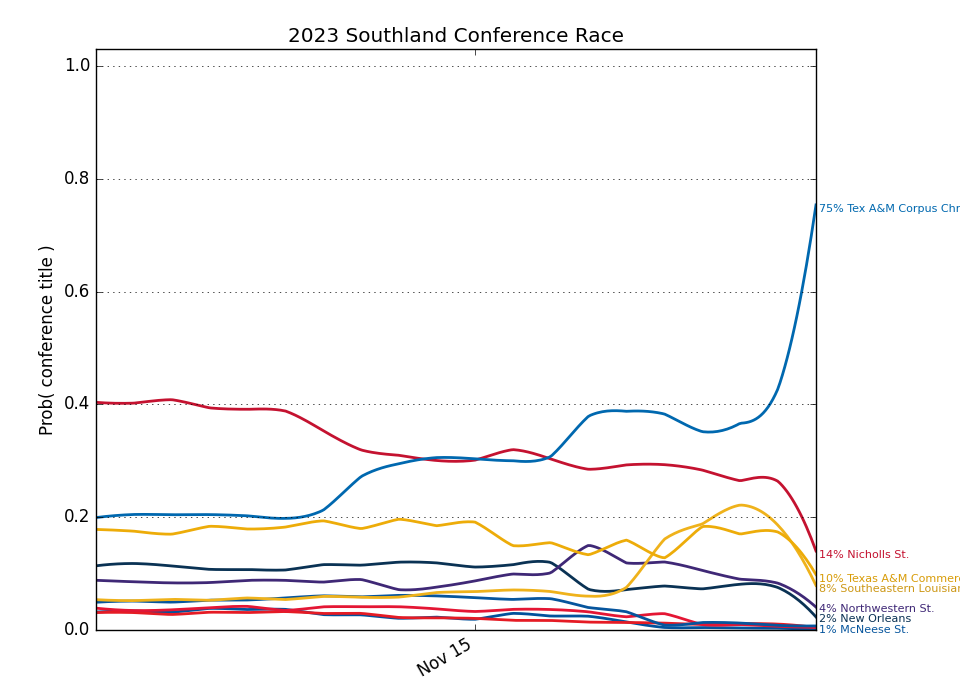 2023 Southland Conference Race
Prob( conference title )
1.0
0.8
0.6
0.4
0.2
0.0
Nov 15
75% Tex A&M Corpus Chr
14% Nicholls St.
10% Texas A&M Commerc
8% Southeastern Louisian
4% Northwestern St.
2% New Orleans
1% McNeese St.